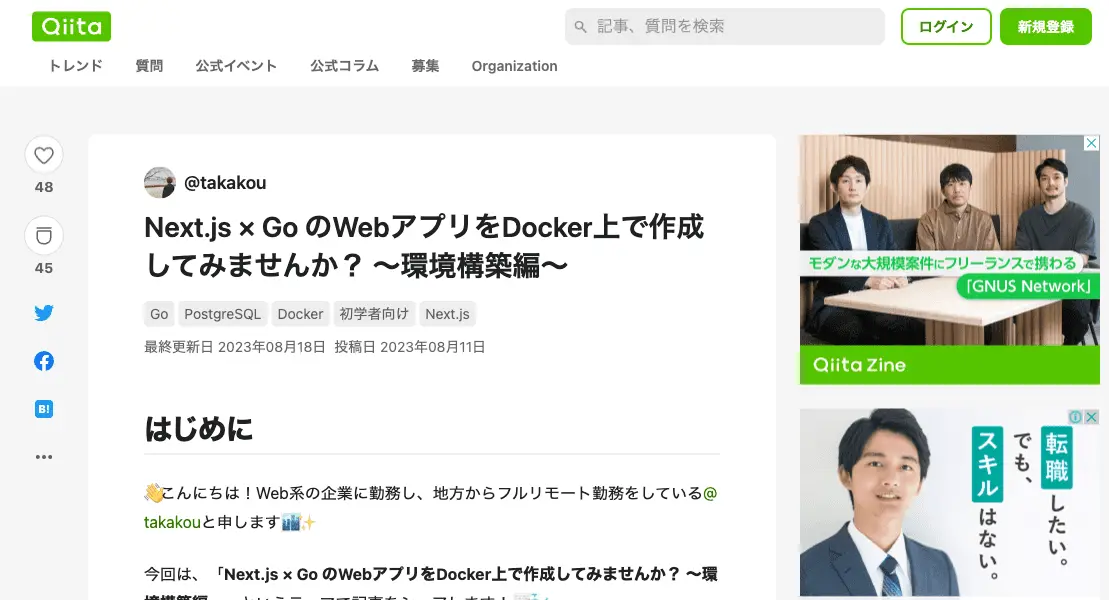 Qiita
記事、質問を検索
ログイン
新規登録
トレンド 質問 公式イベント 公式コラム 募集 Organization
48
45
B!
@takakou
Next.js × Go のWebアプリをDocker上で作成
してみませんか？ 〜環境構築編〜
Go PostgreSQL Docker 初学者向け Next.js
最終更新日 2023年08月18日 投稿日 2023年08月11日
はじめに
👋こんにちは！Web系の企業に勤務し、地方からフルリモート勤務をしている@
takakouと申します🏙✨
今回は、「Next.js × Go のWebアプリをDocker上で作成してみませんか？ 〜環
モダンな大規模案件にフリーランスで携わる
「GNUS Network」
Qiita Zine
転職したい。
でも、
スキルはない。